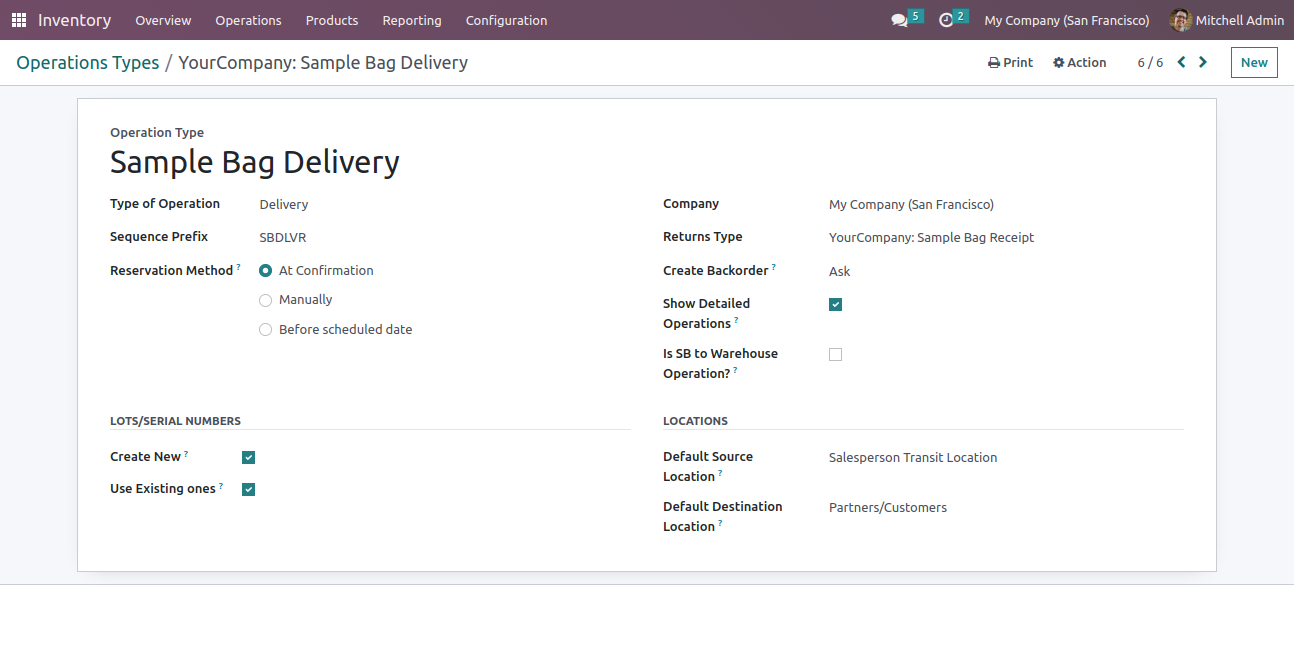 Inventory Overview Operations Products Reporting Configuration 5 2 My Company (San Francisco) Mitchell Admin
Operations Types / YourCompany: Sample Bag Delivery Print Action 6 / 6 New
Operation Type
Sample Bag Delivery
Type of Operation Delivery
Sequence Prefix SBDLVR
Reservation Method ? At Confirmation
Manually
Before scheduled date
Company My Company (San Francisco)
Returns Type YourCompany: Sample Bag Receipt
Create Backorder ? Ask
Show Detailed
Operations ?
Is SB to Warehouse
Operation? ?
LOTS/SERIAL NUMBERS
Create New ?
Use Existing ones ?
LOCATIONS
Default Source Salesperson Transit Location
Location ?
Default Destination Partners/Customers
Location ?